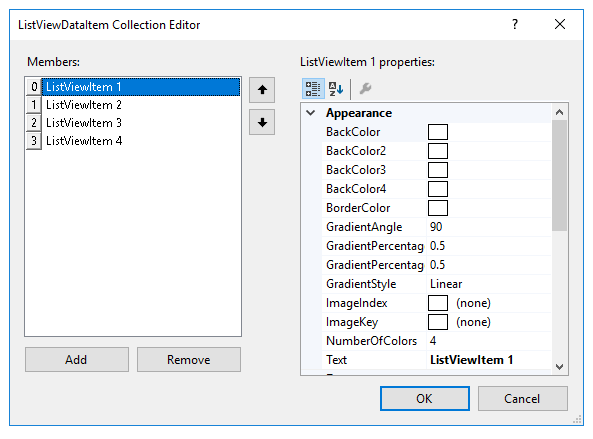 ListViewDataItem Collection Editor
?
Members:
0 ListViewItem 1
1 ListViewItem 2
2 ListViewItem 3
3 ListViewItem 4
Add
Remove
ListViewItem 1 properties:
Appearance
BackColor
BackColor2
BackColor3
BackColor4
BorderColor
GradientAngle 90
GradientPercentag 0.5
GradientPercentag 0.5
GradientStyle Linear
ImageIndex (none)
ImageKey (none)
NumberOfColors 4
Text ListViewItem 1
OK
Cancel